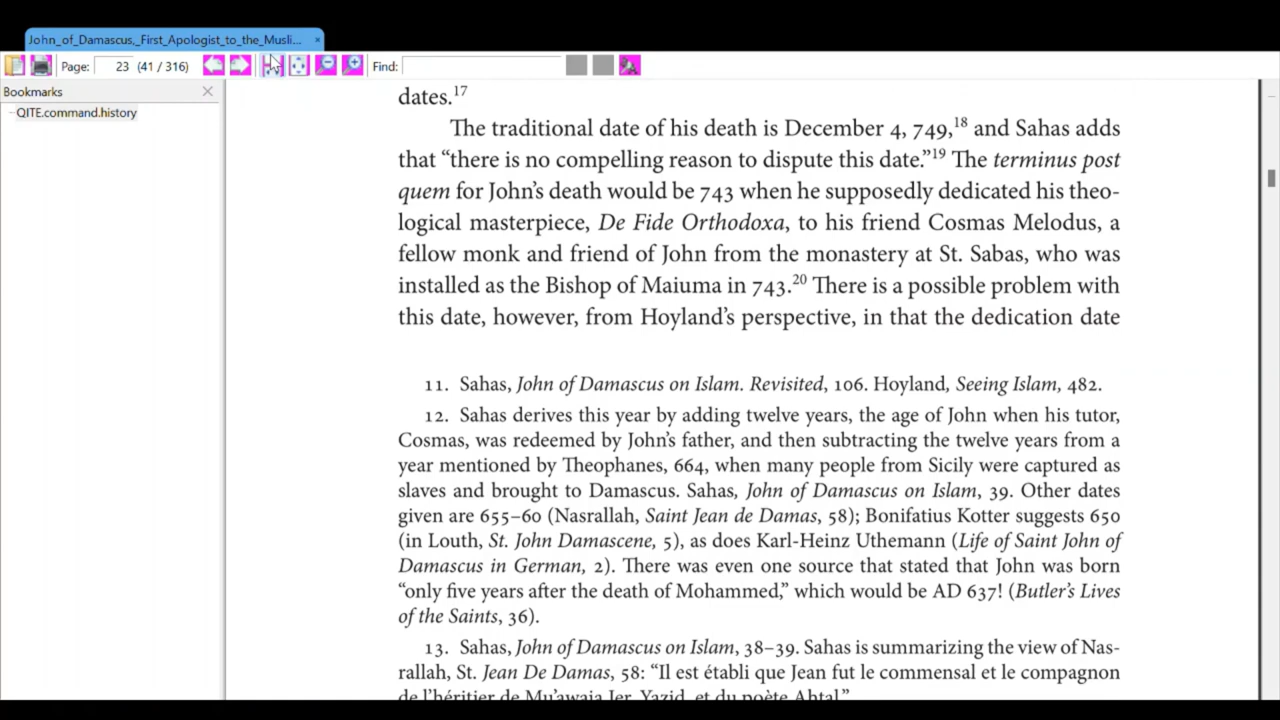 John_of_Damascus,_First_Apologist_to_the_Musli...
Page: 23 (41 / 316) Find:
Bookmarks
QITE.command.history
dates.17
The traditional date of his death is December 4, 749,18 and Sahas adds
that “there is no compelling reason to dispute this date.”19 The terminus post
quem for John’s death would be 743 when he supposedly dedicated his theo-
logical masterpiece, De Fide Orthodoxa, to his friend Cosmas Melodus, a
fellow monk and friend of John from the monastery at St. Sabas, who was
installed as the Bishop of Maiuma in 743.20 There is a possible problem with
this date, however, from Hoyland’s perspective, in that the dedication date
11. Sahas, John of Damascus on Islam. Revisited, 106. Hoyland, Seeing Islam, 482.
12. Sahas derives this year by adding twelve years, the age of John when his tutor,
Cosmas, was redeemed by John’s father, and then subtracting the twelve years from a
year mentioned by Theophanes, 664, when many people from Sicily were captured as
slaves and brought to Damascus. Sahas, John of Damascus on Islam, 39. Other dates
given are 655–60 (Nasrallah, Saint Jean de Damas, 58); Bonifatius Kotter suggests 650
(in Louth, St. John Damascene, 5), as does Karl-Heinz Uthemann (Life of Saint John of
Damascus in German, 2). There was even one source that stated that John was born
“only five years after the death of Mohammed,” which would be AD 637! (Butler’s Lives
of the Saints, 36).
13. Sahas, John of Damascus on Islam, 38–39. Sahas is summarizing the view of Nas-
rallah, St. Jean De Damas, 58: “Il est établi que Jean fut le commensal et le compagnon
de l’héritier de Mu’awaia Ier, Yazid, et du poète Ahtal.”